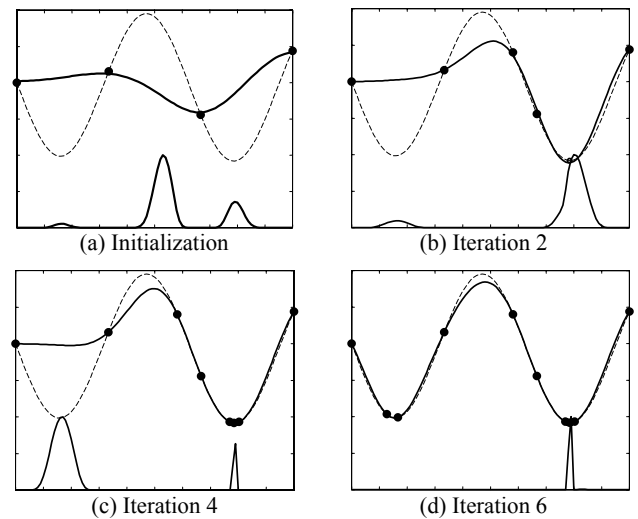 (a) Initialization
(b) Iteration 2
(c) Iteration 4
(d) Iteration 6